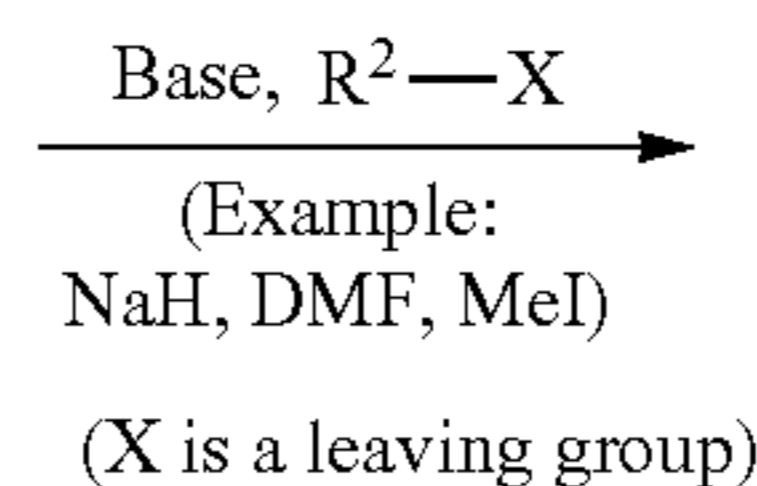 Base, R²—X
(Example:
NaH, DMF, MeI)
(X is a leaving group)